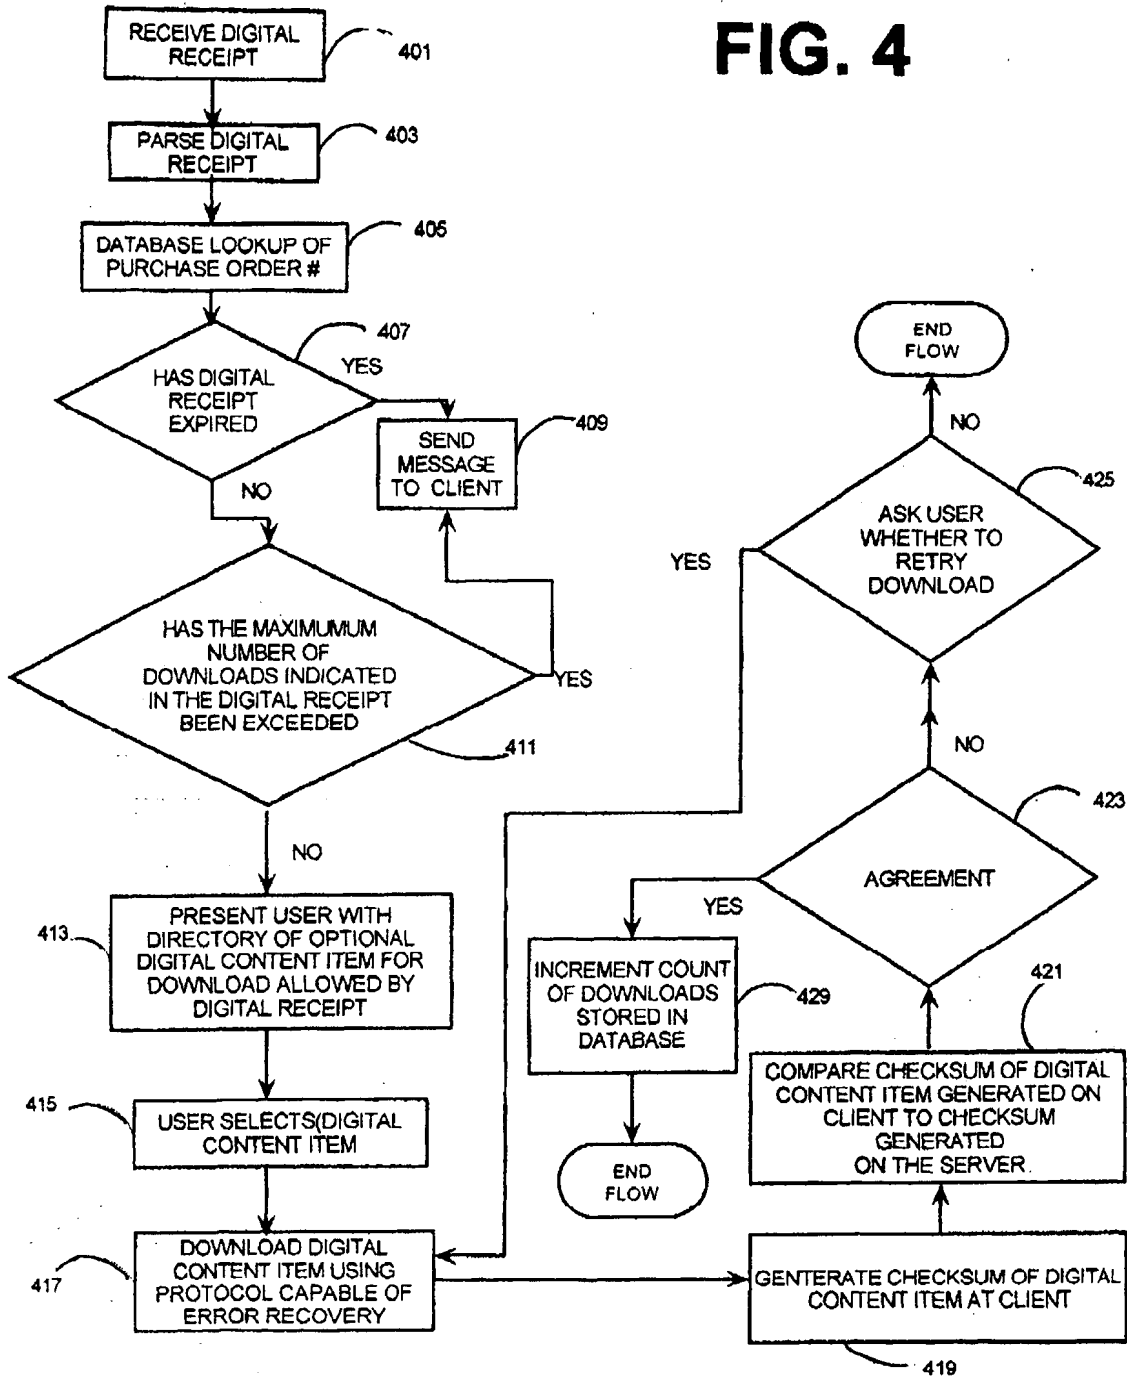 FIG. 4
RECEIVE DIGITAL
RECEIPT
401
PARSE DIGITAL
RECEIPT
403
DATABASE LOOKUP OF
PURCHASE ORDER #
405
HAS DIGITAL
RECEIPT
EXPIRED
407
YES
NO
SEND
MESSAGE
TO CLIENT
409
HAS THE MAXIMUMUM
NUMBER OF
DOWNLOADS INDICATED
IN THE DIGITAL RECEIPT
BEEN EXCEEDED
YES
411
NO
413
PRESENT USER WITH
DIRECTORY OF OPTIONAL
DIGITAL CONTENT ITEM FOR
DOWNLOAD ALLOWED BY
DIGITAL RECEIPT
415
USER SELECTS(DIGITAL
CONTENT ITEM
417
DOWNLOAD DIGITAL
CONTENT ITEM USING
PROTOCOL CAPABLE OF
ERROR RECOVERY
GENTERATE CHECKSUM OF DIGITAL
CONTENT ITEM AT CLIENT
419
COMPARE CHECKSUM OF DIGITAL
CONTENT ITEM GENERATED ON
CLIENT TO CHECKSUM
GENERATED
ON THE SERVER.
421
AGREEMENT
423
YES
NO
INCREMENT COUNT
OF DOWNLOADS
STORED IN
DATABASE
429
END
FLOW
ASK USER
WHETHER TO
RETRY
DOWNLOAD
425
YES
NO
END
FLOW